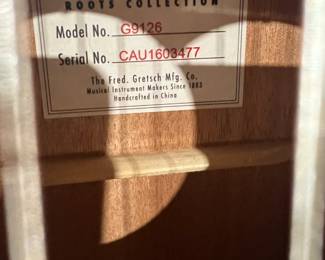 ROOTS COLLECTION
Model No. G9126
Serial No. CAU1603477
The Fred. Gretsch Mfg. Co.
Musical Instrument Makers Since 1883
Handcrafted in China